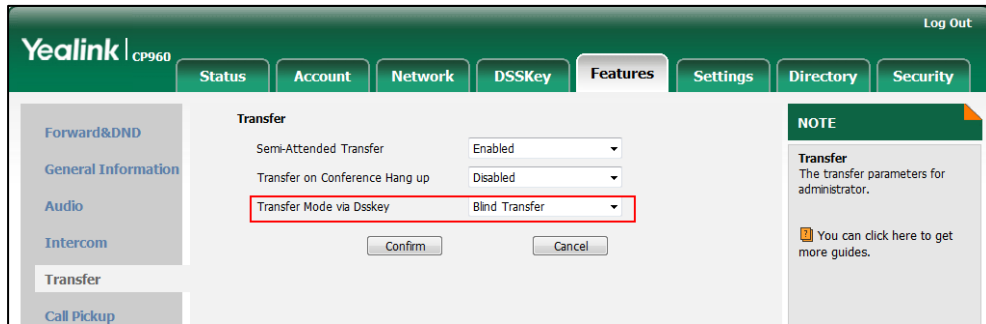 Log Out
Yealink CP960
Status Account Network DSSKey Features Settings Directory Security
Forward&DND
General Information
Audio
Intercom
Transfer
Call Pickup
Transfer
Semi-Attended Transfer Enabled
Transfer on Conference Hang up Disabled
Transfer Mode via Dsskey Blind Transfer
Confirm Cancel
NOTE
Transfer
The transfer parameters for
administrator.
? You can click here to get
more guides.